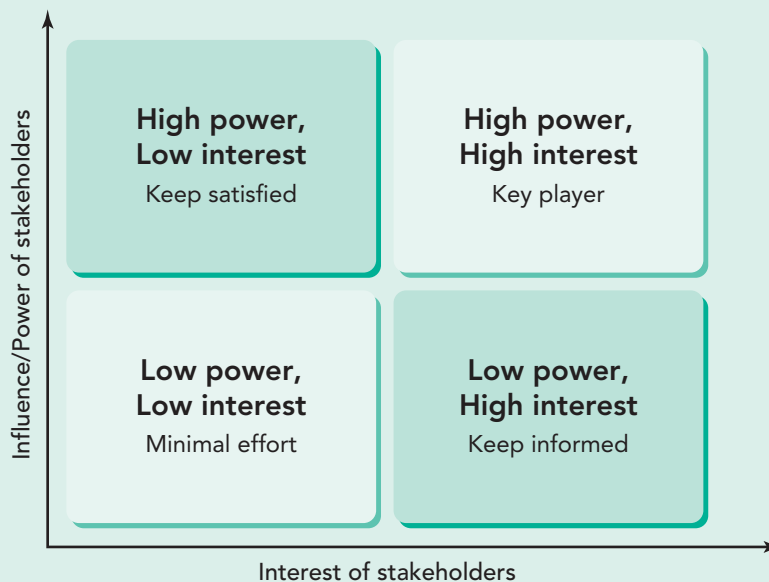 Influence/Power of stakeholders
High power,
Low interest
Keep satisfied
High power,
High interest
Key player
Low power,
Low interest
Minimal effort
Low power,
High interest
Keep informed
Interest of stakeholders